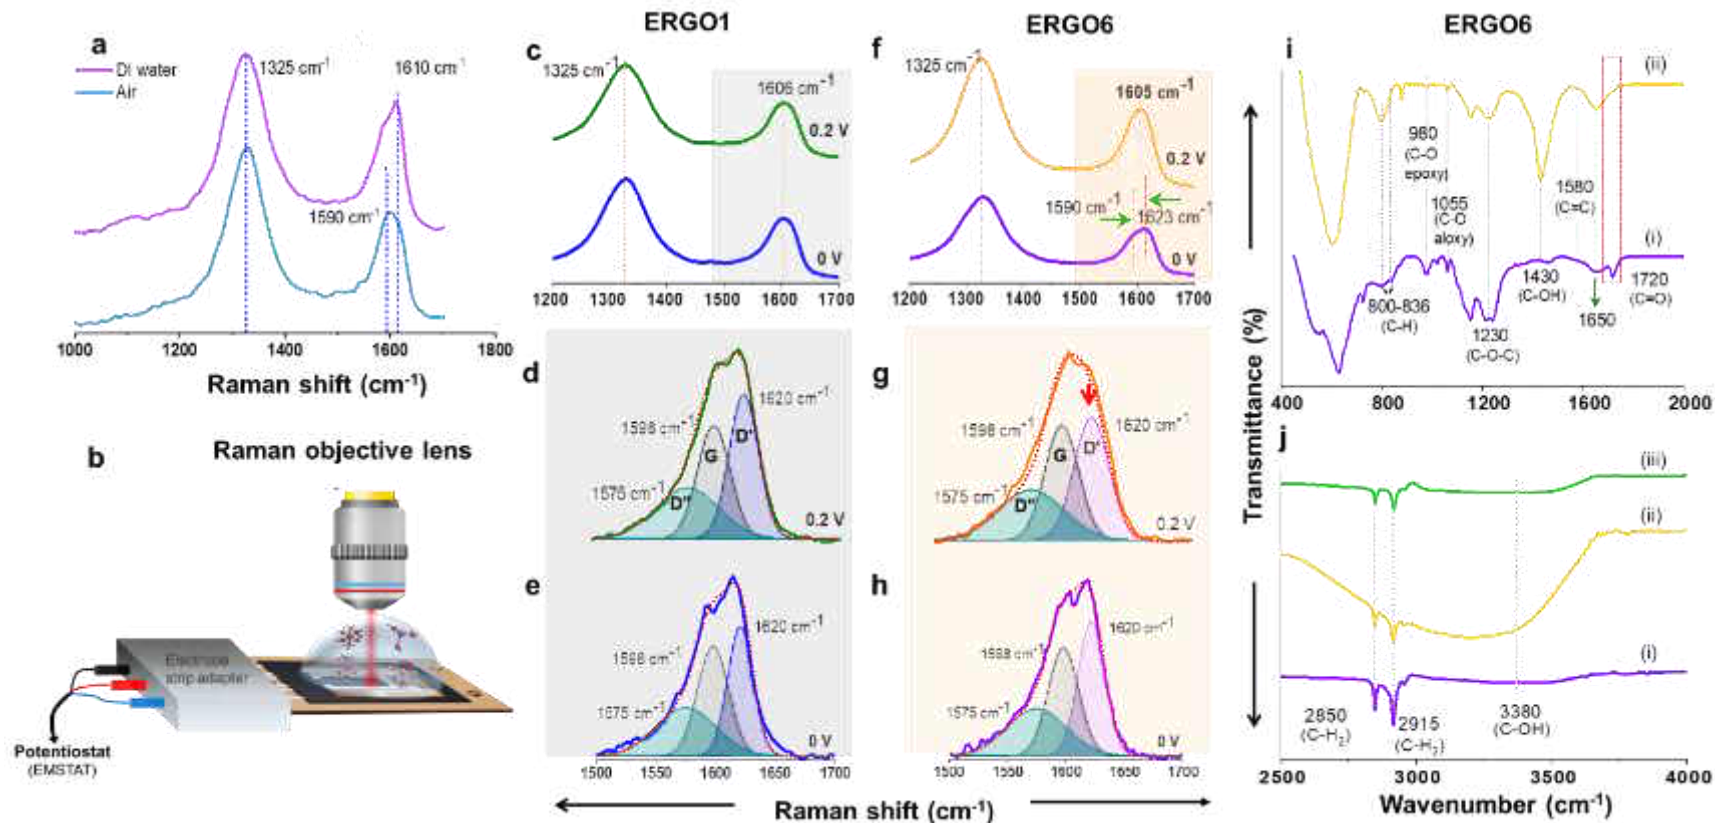 ERGO1
ERGO6
ERGO6
a
DI water
Air
1325 cm-1
1610 cm-1
1590 cm-1
1000
1200
1400
1600
1800
Raman shift (cm-1)
b
Raman objective lens
Electrode
strip adapter
Potentiostat
(EMSTAT)
c
1325 cm-1
1606 cm-1
0.2 V
0 V
1200
1300
1400
1500
1600
1700
d
1598 cm-1
1620 cm-1
1575 cm-1
D"
G
D'
0.2 V
e
1598 cm-1
1620 cm-1
1575 cm-1
0 V
1500
1550
1600
1650
1700
f
1325 cm-1
1605 cm-1
0.2 V
1590 cm-1
1623 cm-1
0 V
1200
1300
1400
1500
1600
1700
g
1598 cm-1
1620 cm-1
1575 cm-1
D"
G
D'
0.2 V
h
1598 cm-1
1620 cm-1
1575 cm-1
0 V
1500
1550
1600
1650
1700
Raman shift (cm-1)
i
(ii)
980
(C-O
epoxy)
1055
(C-O
aloxy)
1580
(C=C)
(i)
800-836
(C-H)
1230
(C-O-C)
1430
(C-OH)
1650
1720
(C=O)
400
800
1200
1600
2000
Transmittance (%)
j
(iii)
(ii)
(i)
2850
(C-H2)
2915
(C-H2)
3380
(C-OH)
2500
3000
3500
4000
Wavenumber (cm-1)